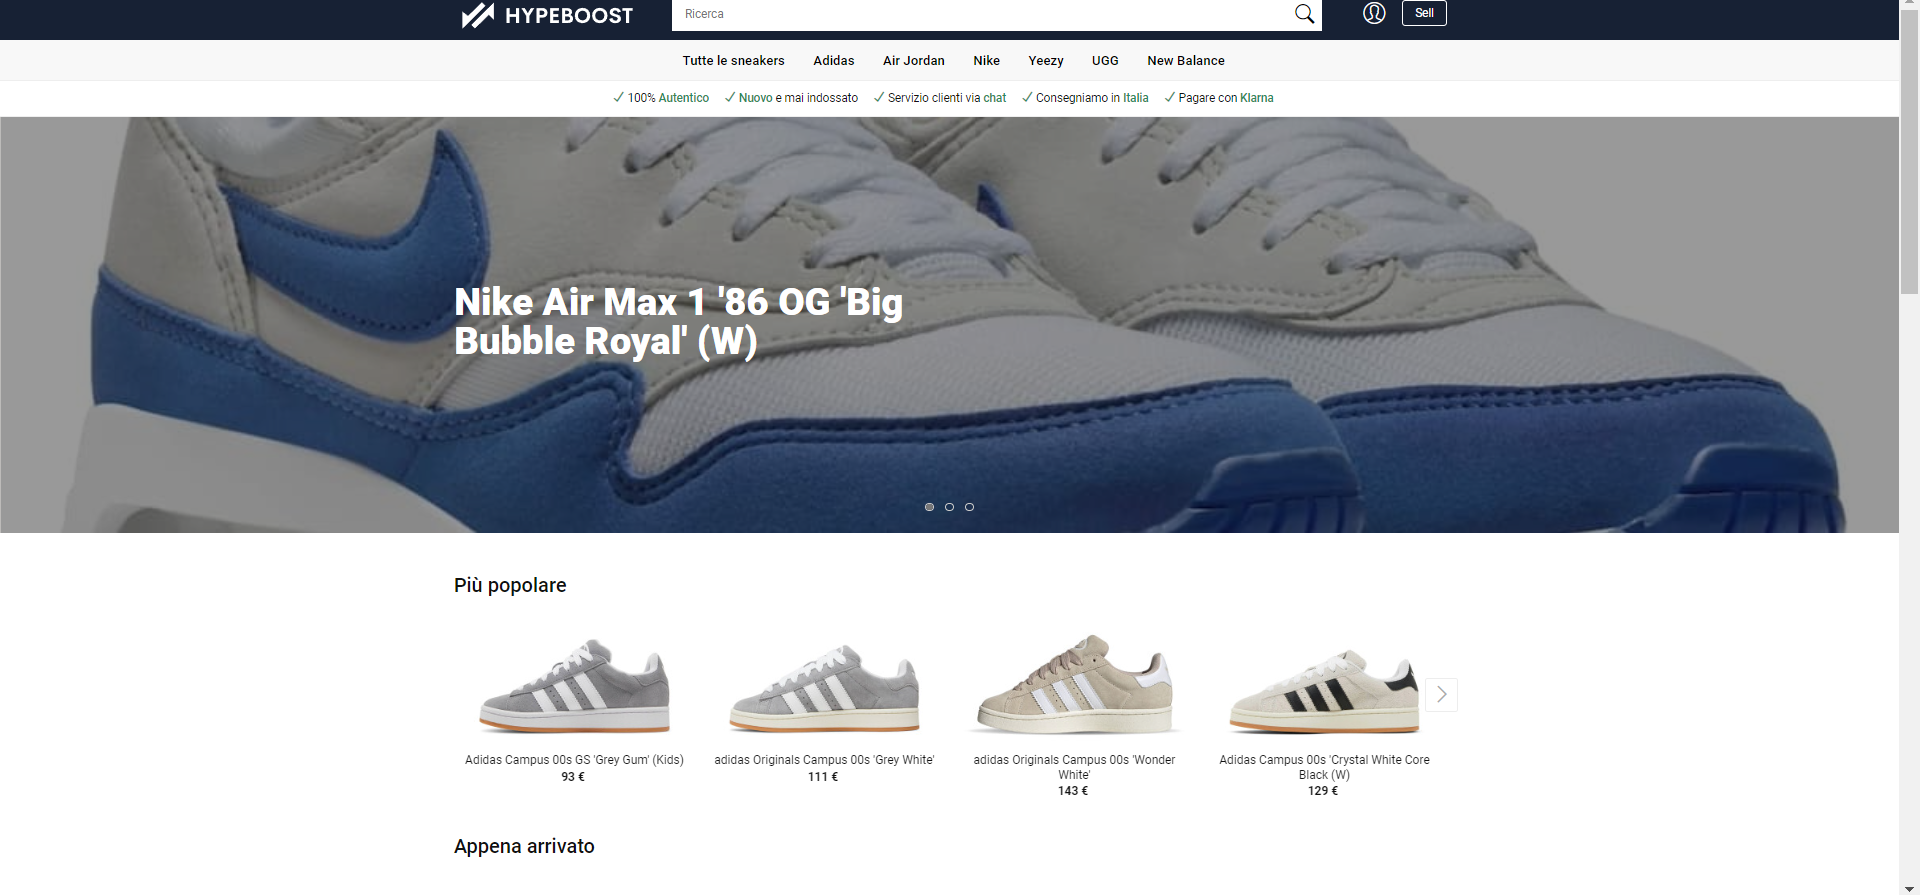 HYPEBOOST
Ricerca
Sell
Tutte le sneakers Adidas Air Jordan Nike Yeezy UGG New Balance
100% Autentico Nuovo e mai indossato Servizio clienti via chat Consegniamo in Italia Pagare con Klarna
Nike Air Max 1 '86 OG 'Big
Bubble Royal' (W)
Più popolare
Adidas Campus 00s GS 'Grey Gum' (Kids)
93 €
adidas Originals Campus 00s 'Grey White'
111 €
adidas Originals Campus 00s 'Wonder
White'
143 €
Adidas Campus 00s 'Crystal White Core
Black (W)
129 €
Appena arrivato